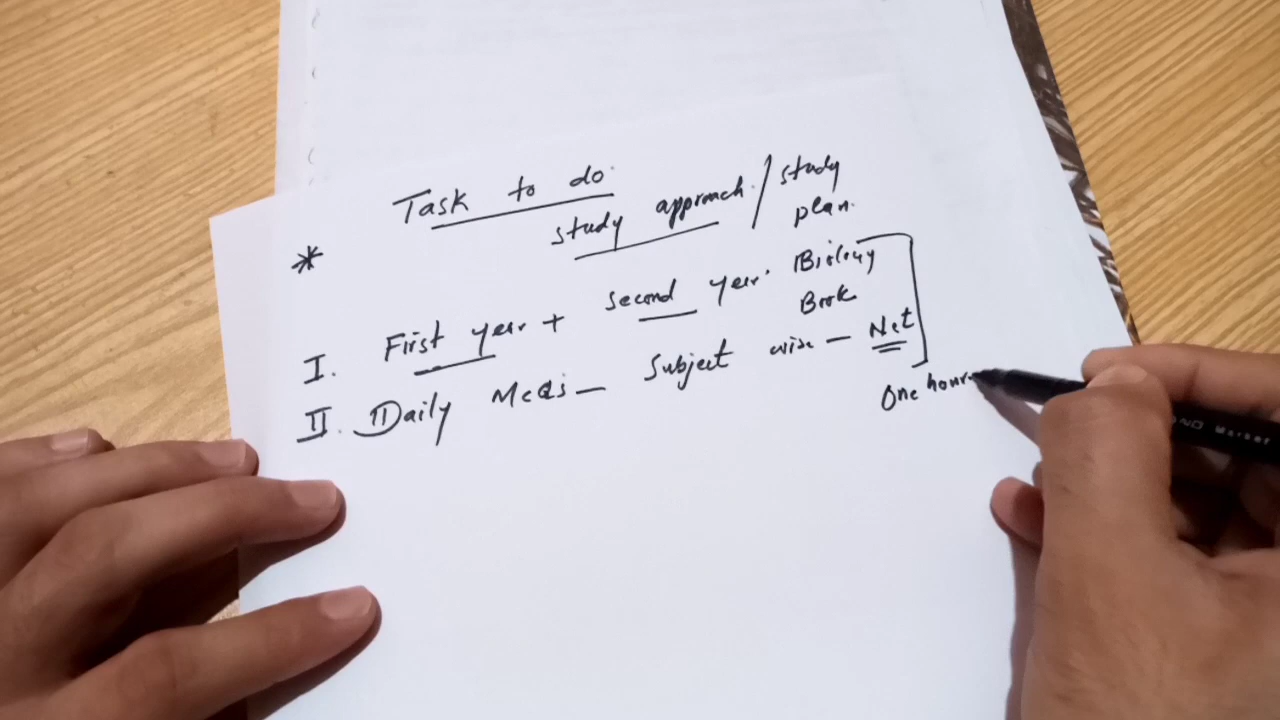 Task to do.
* study approach. / study plan.
I. First year + second year. Biology Book
II. Daily Mcqs — Subject wise — Net
One hour
Marker